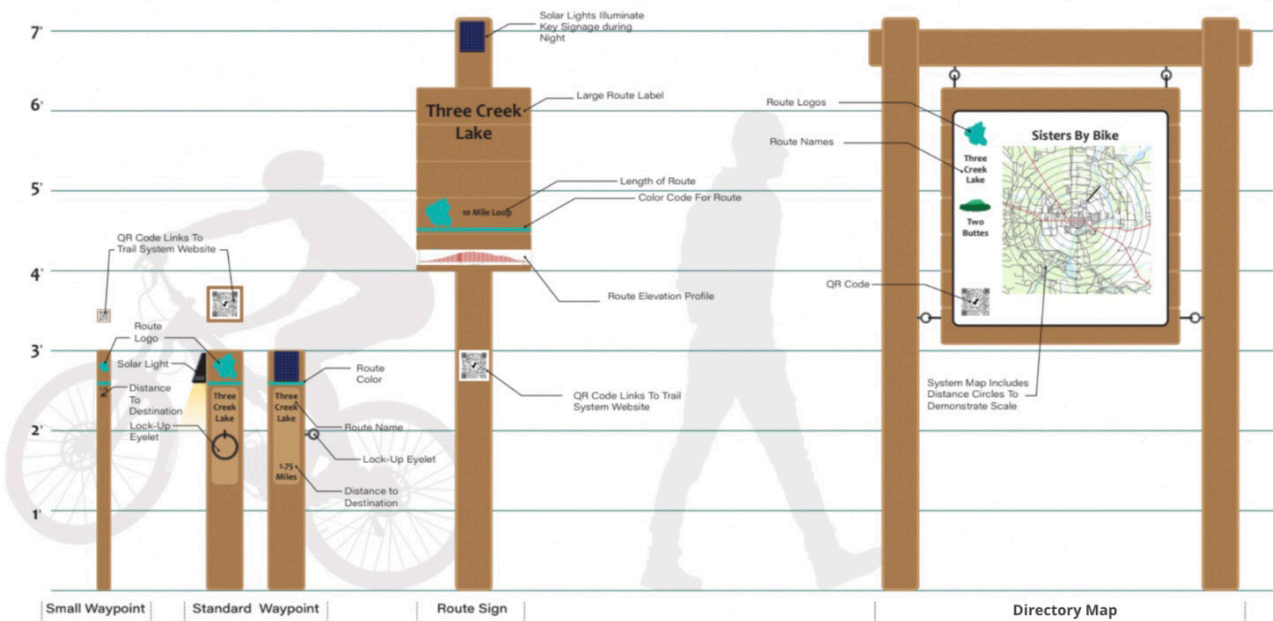 7'
6'
5'
4'
3'
2'
1'
Solar Lights Illuminate
Key Signage during
Night
Three Creek
Lake
Large Route Label
Length of Route
10 Mile Loop
Color Code For Route
Route Elevation Profile
QR Code Links To Trail
System Website
QR Code Links To
Trail System Website
Route
Logo
Solar Light
Distance
To
Destination
Lock-Up
Eyelet
Three
Creek
Lake
Three
Creek
Lake
1.75
Miles
Route
Color
Route Name
Lock-Up Eyelet
Distance to
Destination
Route Logos
Route Names
QR Code
Sisters By Bike
Three
Creek
Lake
Two
Buttes
System Map Includes
Distance Circles To
Demonstrate Scale
Small Waypoint
Standard Waypoint
Route Sign
Directory Map